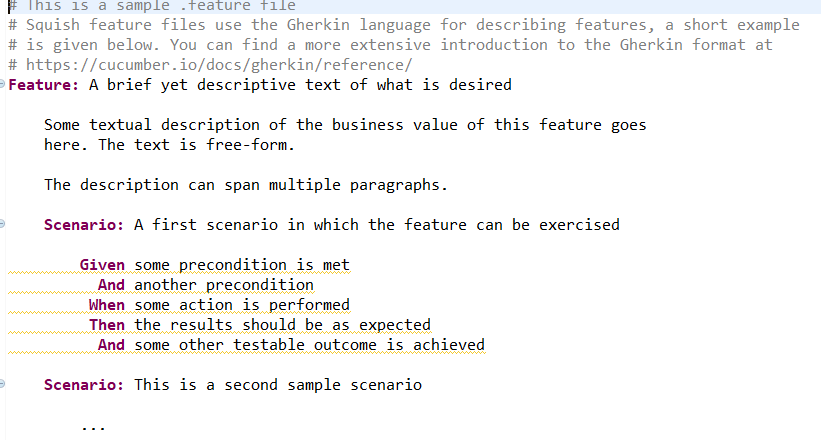 # This is a sample .feature file
# Squish feature files use the Gherkin language for describing features, a short example
# is given below. You can find a more extensive introduction to the Gherkin format at
# https://cucumber.io/docs/gherkin/reference/
Feature: A brief yet descriptive text of what is desired
Some textual description of the business value of this feature goes
here. The text is free-form.
The description can span multiple paragraphs.
Scenario: A first scenario in which the feature can be exercised
Given some precondition is met
And another precondition
When some action is performed
Then the results should be as expected
And some other testable outcome is achieved
Scenario: This is a second sample scenario
...